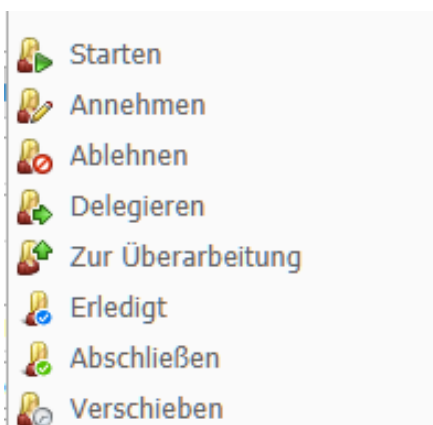 Starten
Annehmen
Ablehnen
Delegieren
Zur Überarbeitung
Erledigt
Abschließen
Verschieben